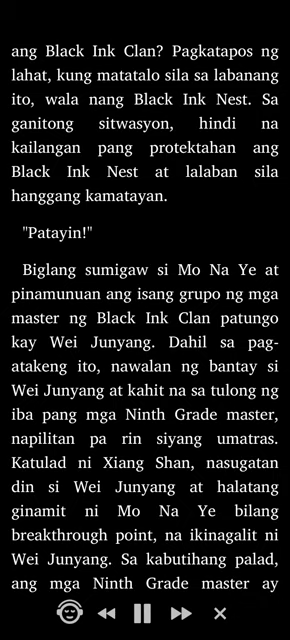 ang Black Ink Clan? Pagkatapos ng
lahat, kung matatalo sila sa labanang
ito, wala nang Black Ink Nest. Sa
ganitong sitwasyon, hindi na
kailangan pang protektahan ang
Black Ink Nest at lalaban sila
hanggang kamatayan.
"Patayin!"
Biglang sumigaw si Mo Na Ye at
pinamunuan ang isang grupo ng mga
master ng Black Ink Clan patungo
kay Wei Junyang. Dahil sa pag-
atakeng ito, nawalan ng bantay si
Wei Junyang at kahit na sa tulong ng
iba pang mga Ninth Grade master,
napilitan pa rin siyang umatras.
Katulad ni Xiang Shan, nasugatan
din si Wei Junyang at halatang
ginamit ni Mo Na Ye bilang
breakthrough point, na ikinagalit ni
Wei Junyang. Sa kabutihang palad,
ang mga Ninth Grade master ay